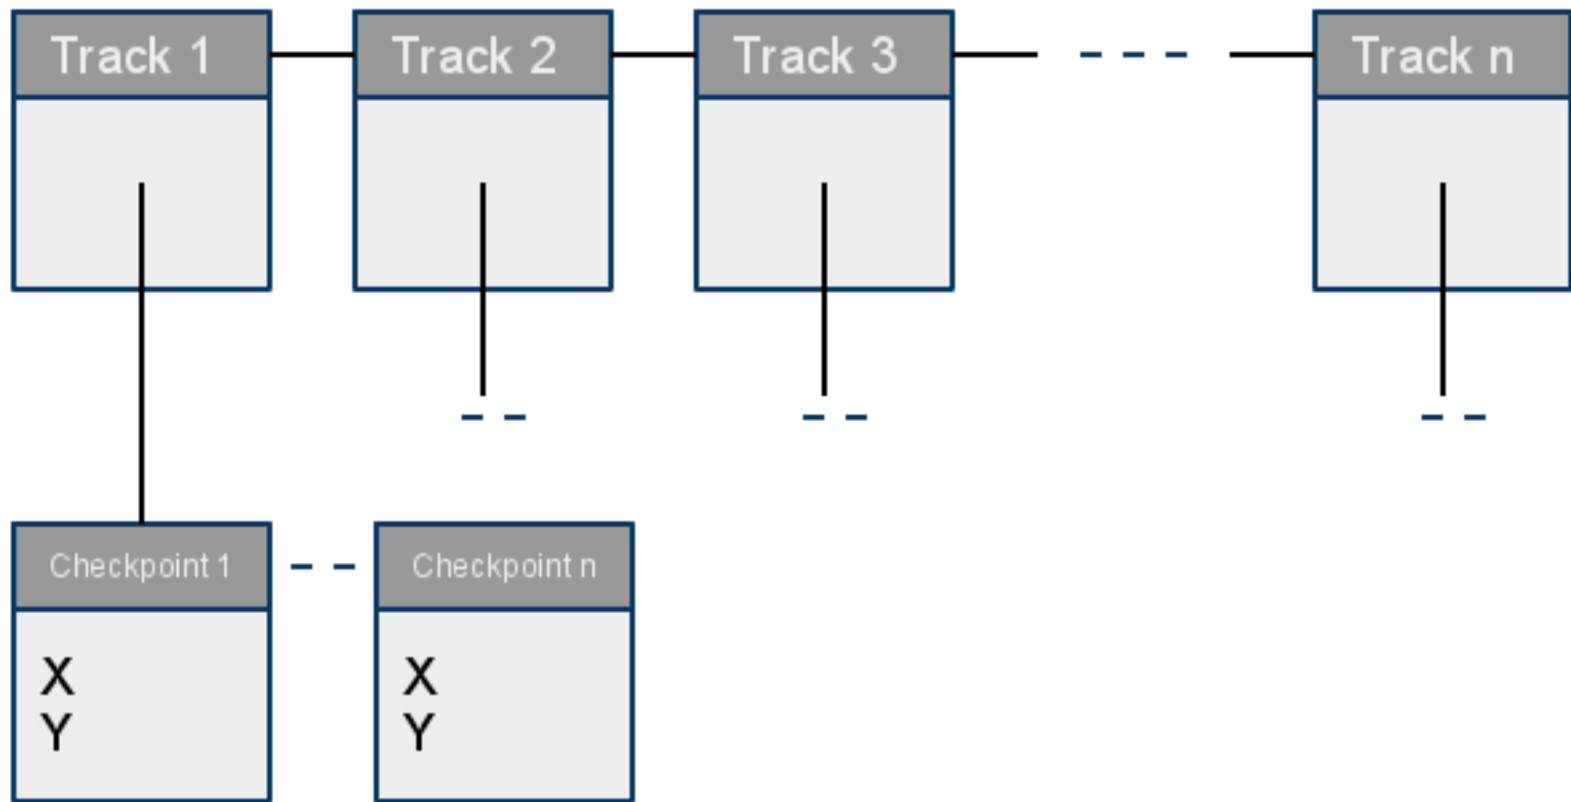 Track 1
Track 2
Track 3
Track n
Checkpoint 1
Checkpoint n
X
Y
X
Y